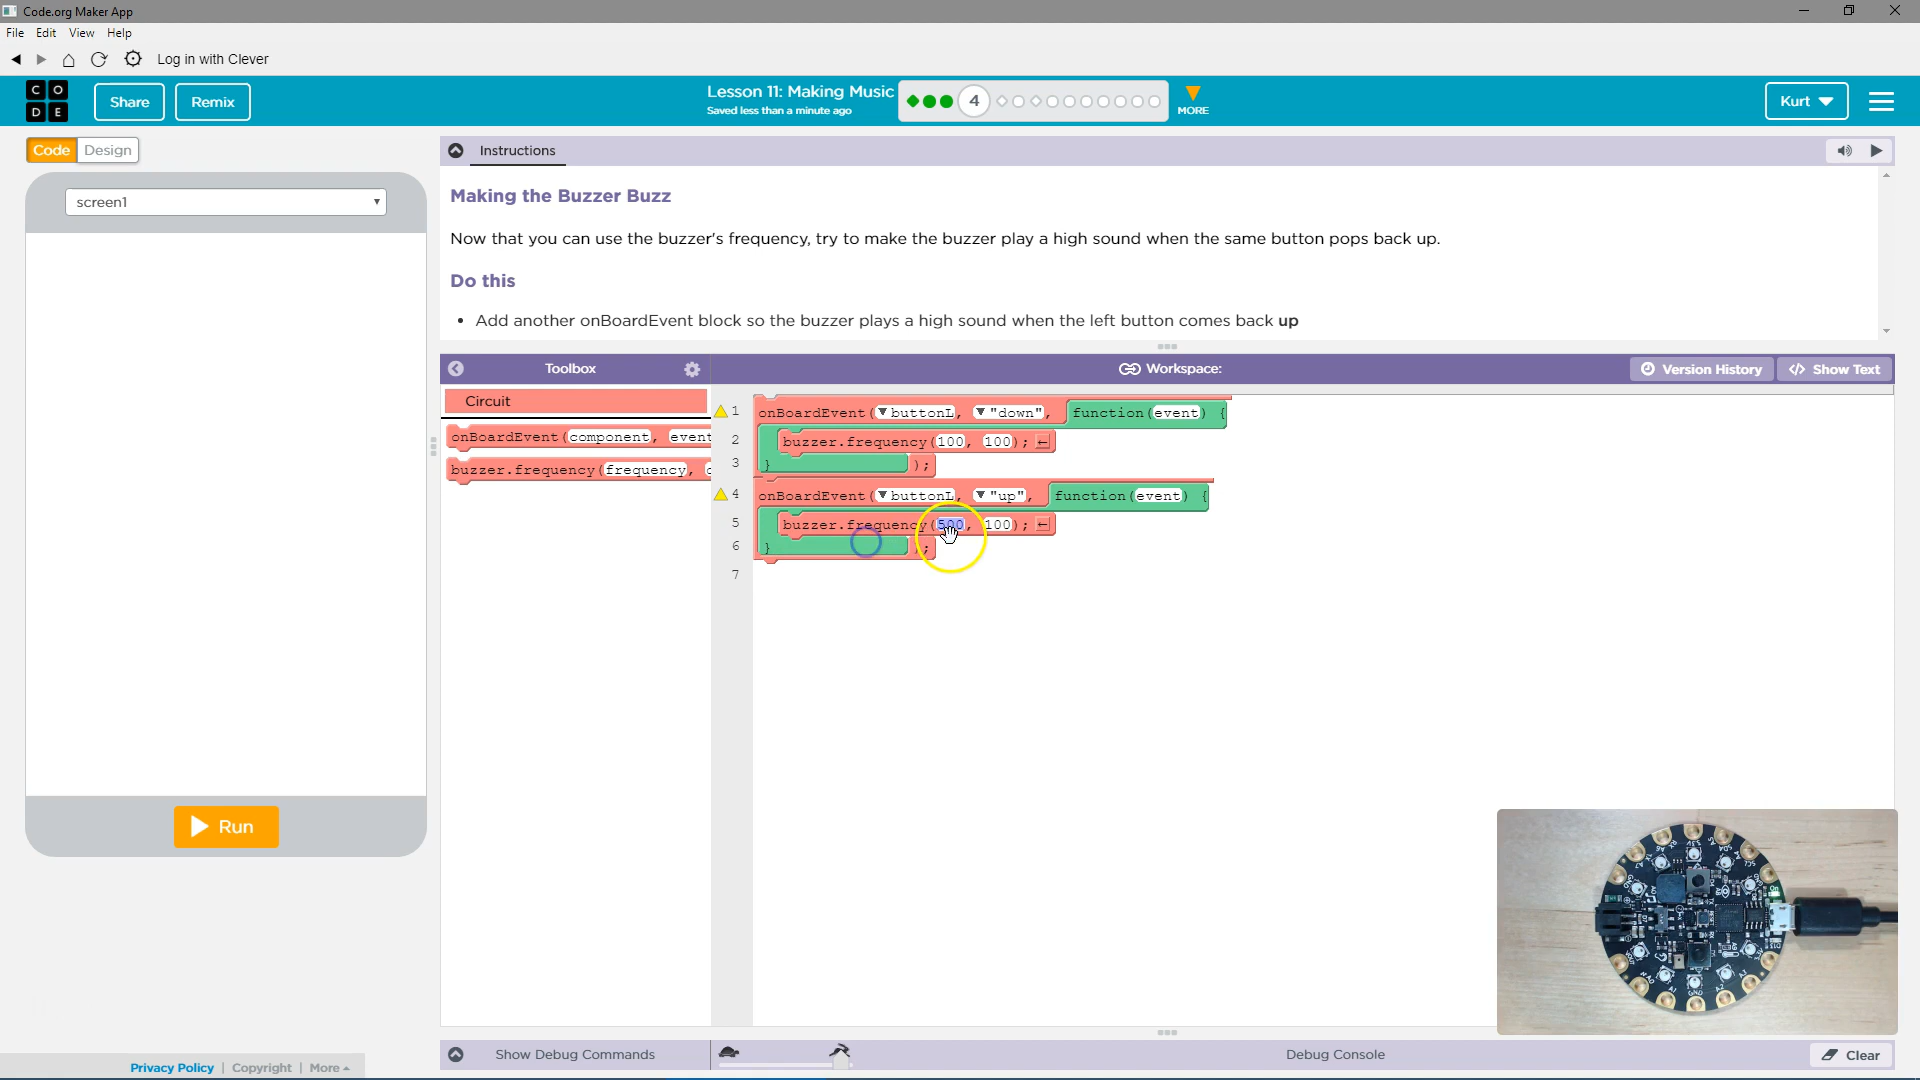 Code.org Maker App
File Edit View Help
Log in with Clever
CODE
Share Remix
Lesson 11: Making Music
Saved less than a minute ago
4
MORE
Kurt
Code Design
screen1
Instructions
Making the Buzzer Buzz
Now that you can use the buzzer's frequency, try to make the buzzer play a high sound when the same button pops back up.
Do this
• Add another onBoardEvent block so the buzzer plays a high sound when the left button comes back up
Toolbox
Workspace:
Version History
</> Show Text
Circuit
onBoardEvent(component, event
buzzer.frequency(frequency,
1 onBoardEvent(▼buttonL, ▼"down", function(event) {
2 buzzer.frequency(100, 100);
3 } );
4 onBoardEvent(▼buttonL, ▼"up", function(event) {
5 buzzer.frequency(500, 100);
6 } );
7
Run
Show Debug Commands
Debug Console
Clear
Privacy Policy | Copyright | More